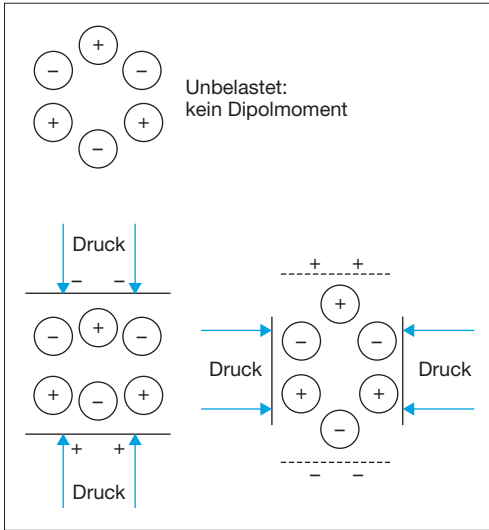 +
− −
Unbelastet:
kein Dipolmoment
+ +
−
Druck
− −
− + −
+ − +
+ +
Druck
+ +
+
− −
Druck Druck
+ +
−
− −